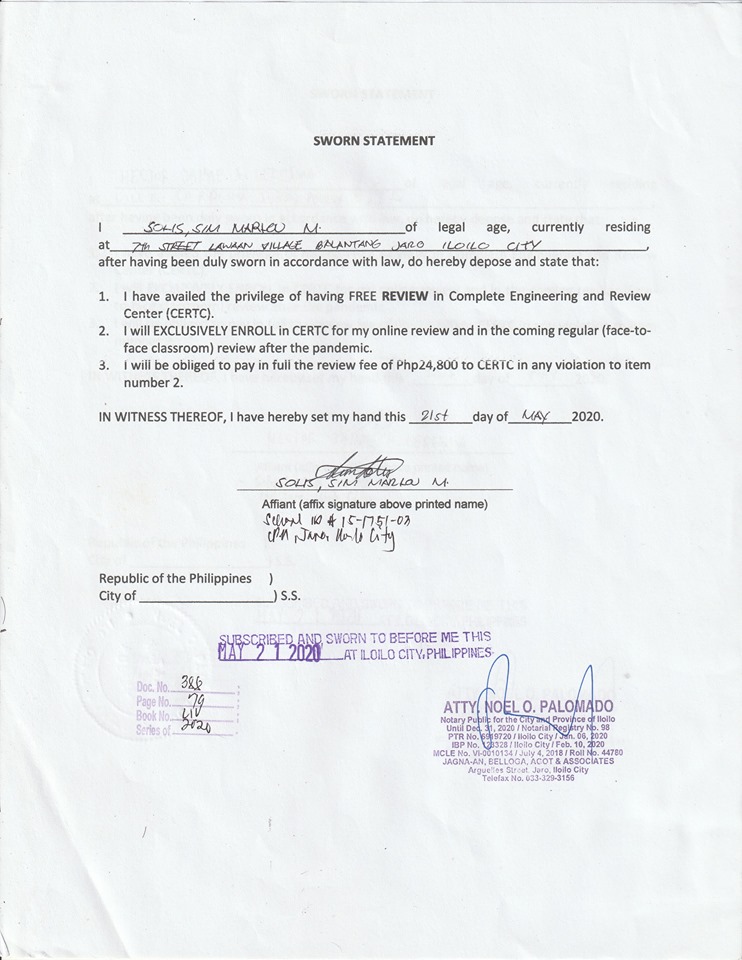 SWORN STATEMENT
I SOLIS, SIM MARLOU M. of legal age, currently residing
at 7TH STREET LAWAAN VILLAGE BALANTANG JARO ILOILO CITY,
after having been duly sworn in accordance with law, do hereby depose and state that:
1. I have availed the privilege of having FREE REVIEW in Complete Engineering and Review
Center (CERTC).
2. I will EXCLUSIVELY ENROLL in CERTC for my online review and in the coming regular (face-to-
face classroom) review after the pandemic.
3. I will be obliged to pay in full the review fee of Php24,800 to CERTC in any violation to item
number 2.
IN WITNESS THEREOF, I have hereby set my hand this 21st day of MAY 2020.
SOLIS, SIM MARLOU M.
Affiant (affix signature above printed name)
School ID # 15-1751-03
CPU, Jaro, Iloilo City
Republic of the Philippines )
City of ____________________) S.S.
SUBSCRIBED AND SWORN TO BEFORE ME THIS
MAY 21 2020 AT ILOILO CITY, PHILIPPINES.
Doc. No. 388 ;
Page No. 79 ;
Book No. LIV ;
Series of 2020 .
ATTY. NOEL O. PALOMADO
Notary Public for the City and Province of Iloilo
Until Dec. 31, 2020 / Notarial Registry No. 98
PTR No. 6919720 / Iloilo City / Jan. 06, 2020
IBP No. / Iloilo City / Feb. 10, 2020
MCLE No. VI-0010134 / July 4, 2018 / Roll No. 44780
JAGNA-AN, BELLOGA, ACOT & ASSOCIATES
Arguelles Street, Jaro, Iloilo City
Telefax No. 033-329-3156